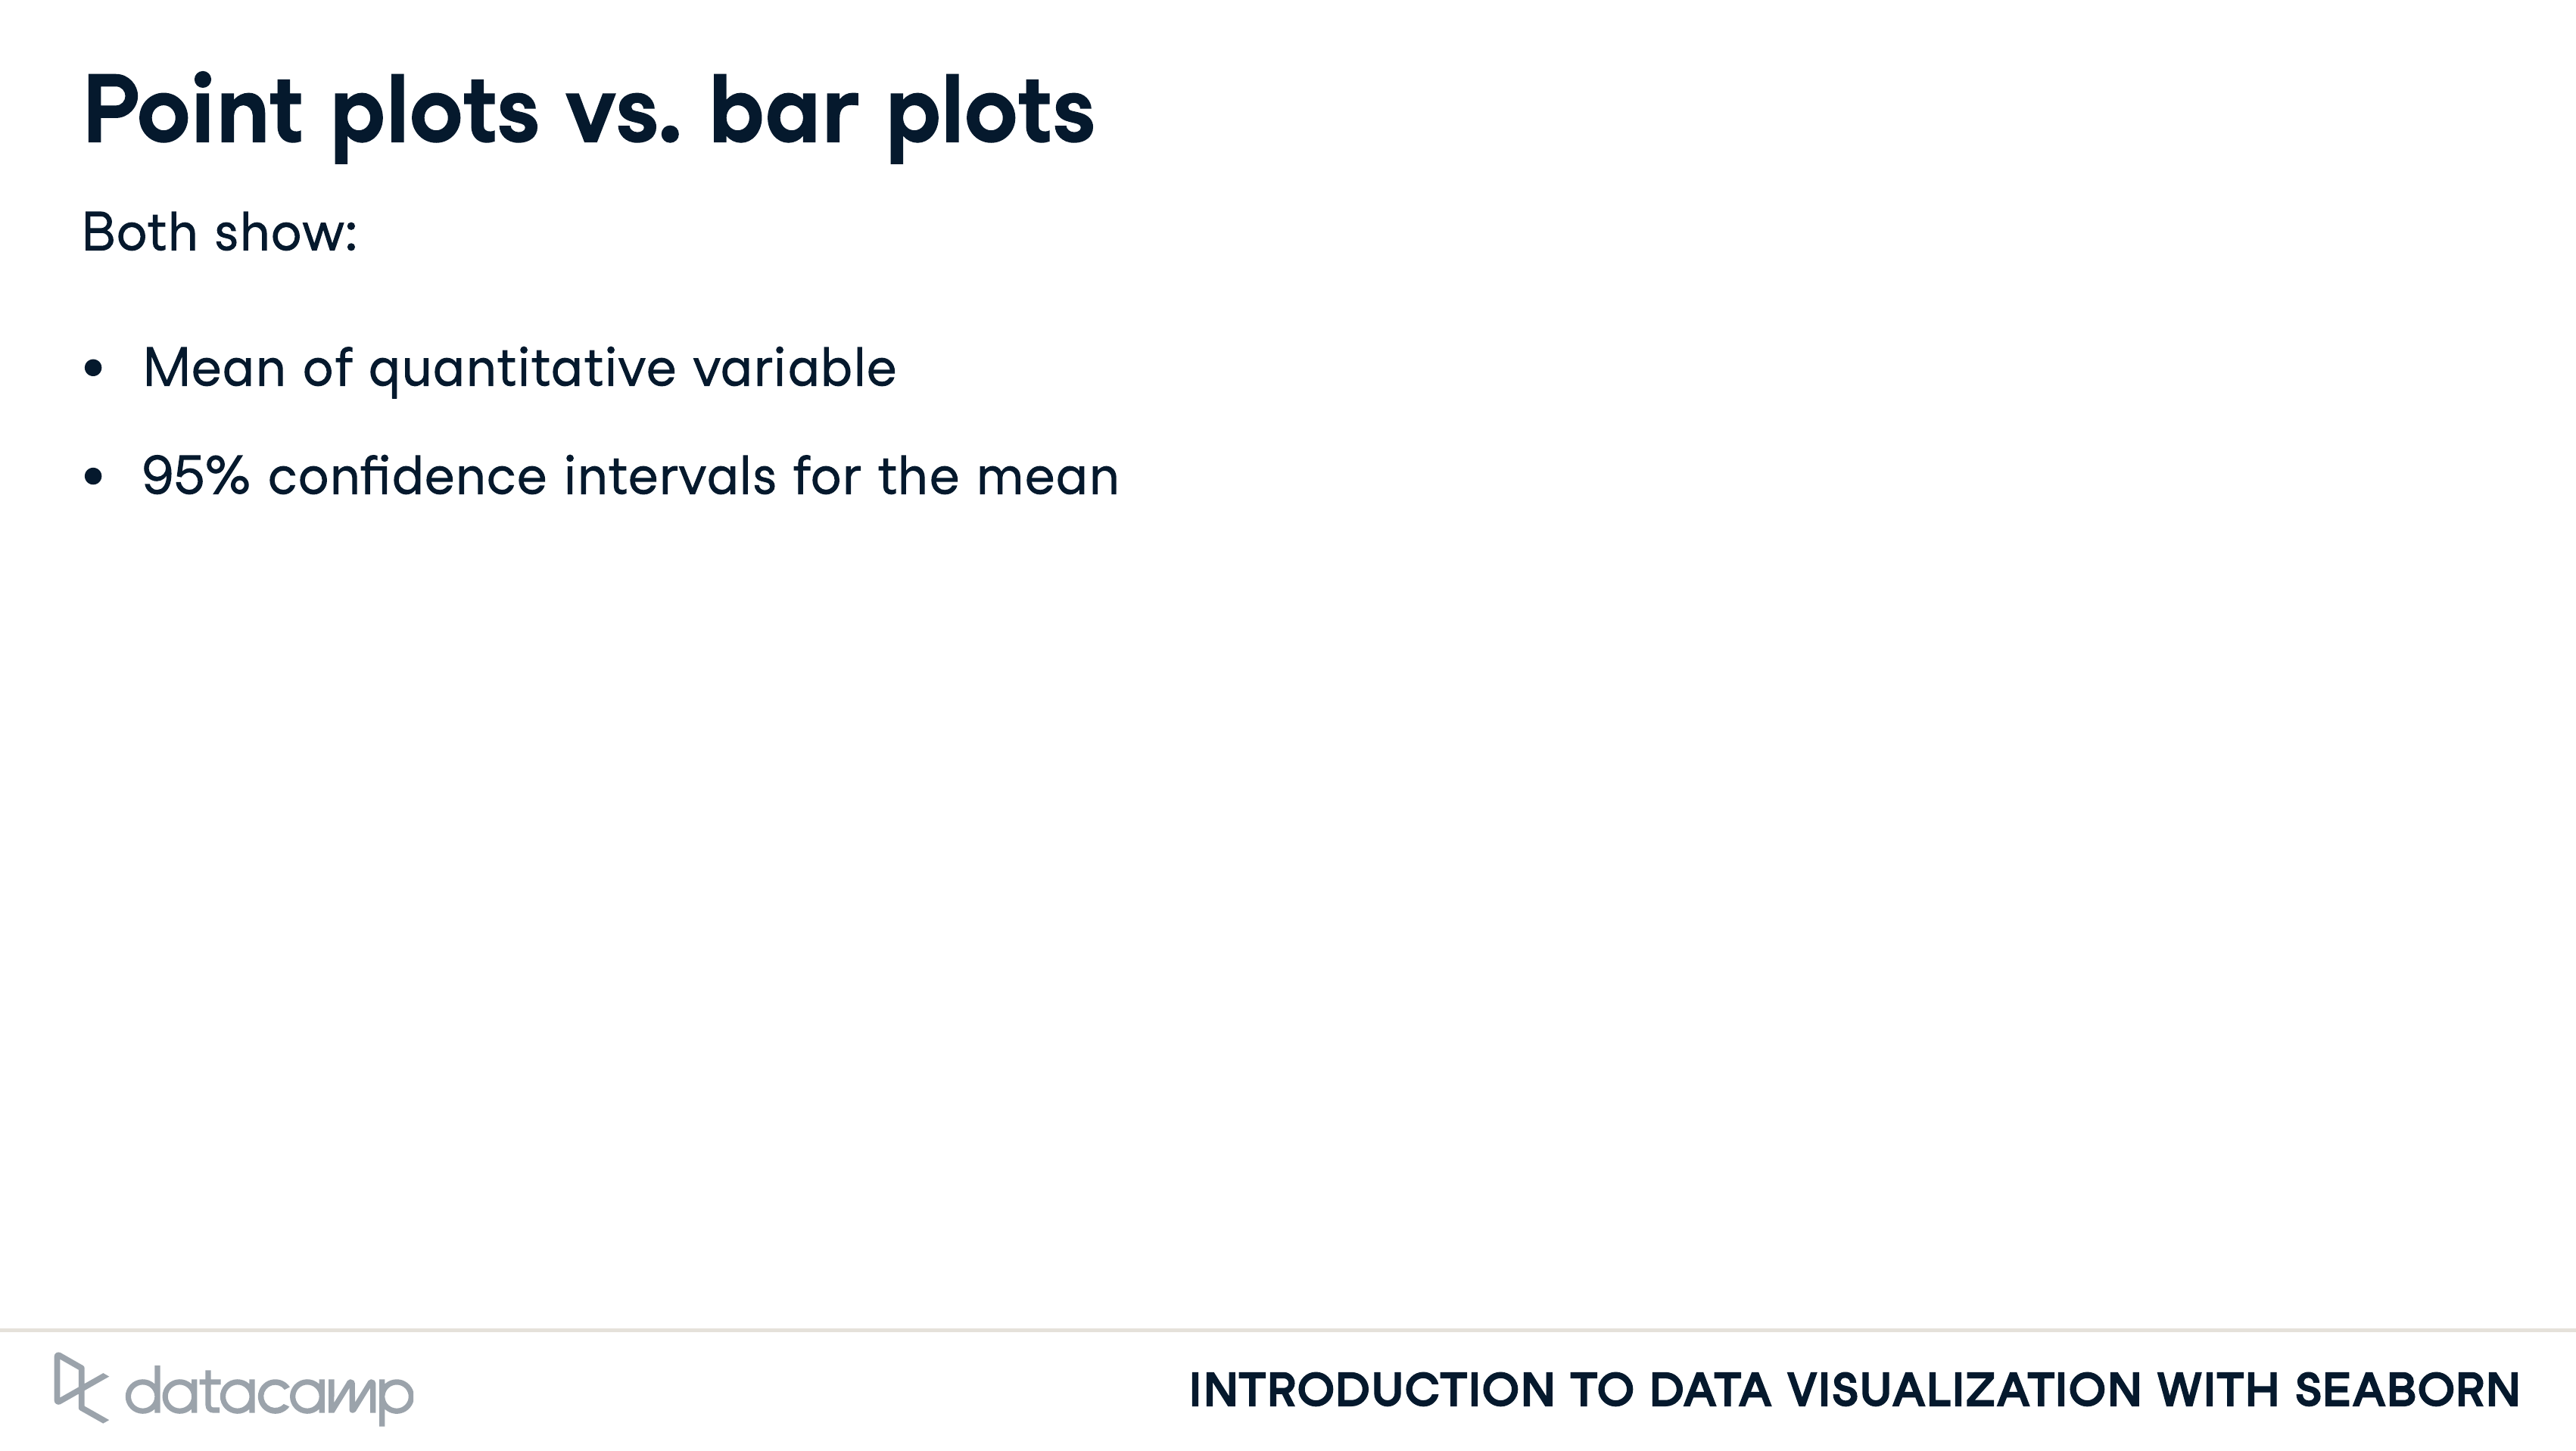 Point plots vs. bar plots
Both show:
• Mean of quantitative variable
• 95% confidence intervals for the mean
datacamp
INTRODUCTION TO DATA VISUALIZATION WITH SEABORN